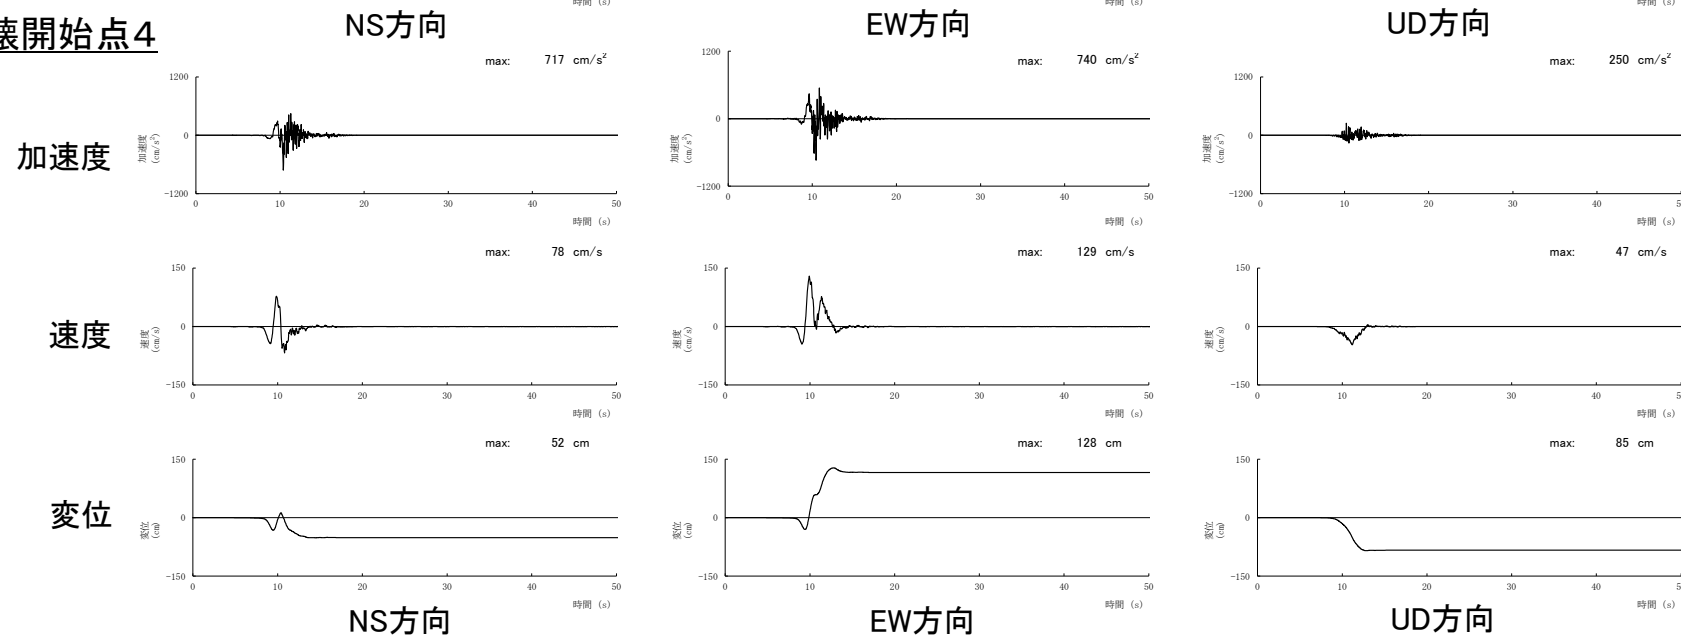 時間 (s) 時間 (s) 時間 (s)
壊開始点4
NS方向 EW方向 UD方向
max: 717 cm/s² max: 740 cm/s² max: 250 cm/s²
加速度
1200
0
-1200
加速度
(cm/s²)
0 10 20 30 40 50
時間 (s)
1200
0
-1200
加速度
(cm/s²)
0 10 20 30 40 50
時間 (s)
1200
0
-1200
加速度
(cm/s²)
0 10 20 30 40
時間 (s)
max: 78 cm/s max: 129 cm/s max: 47 cm/s
速度
150
0
-150
速度
(cm/s)
0 10 20 30 40 50
時間 (s)
150
0
-150
速度
(cm/s)
0 10 20 30 40 50
時間 (s)
150
0
-150
速度
(cm/s)
0 10 20 30 40
時間 (s)
max: 52 cm max: 128 cm max: 85 cm
変位
150
0
-150
変位
(cm)
0 10 20 30 40 50
時間 (s)
150
0
-150
変位
(cm)
0 10 20 30 40 50
時間 (s)
150
0
-150
変位
(cm)
0 10 20 30 40
時間 (s)
NS方向 EW方向 UD方向